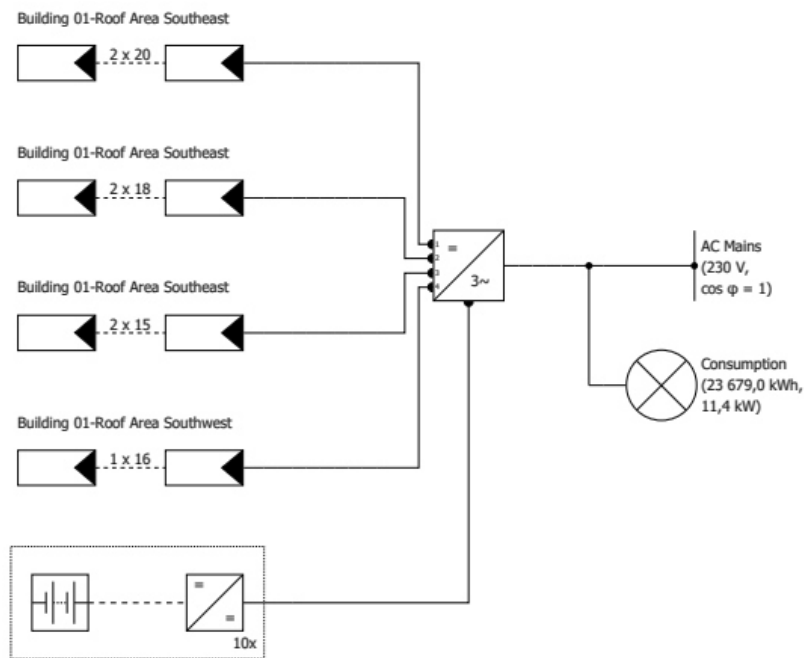 Building 01-Roof Area Southeast
2 x 20
Building 01-Roof Area Southeast
2 x 18
Building 01-Roof Area Southeast
2 x 15
Building 01-Roof Area Southwest
1 x 16
1
2
3
4
=
3~
AC Mains
(230 V,
cos φ = 1)
Consumption
(23 679,0 kWh,
11,4 kW)
=
=
10x